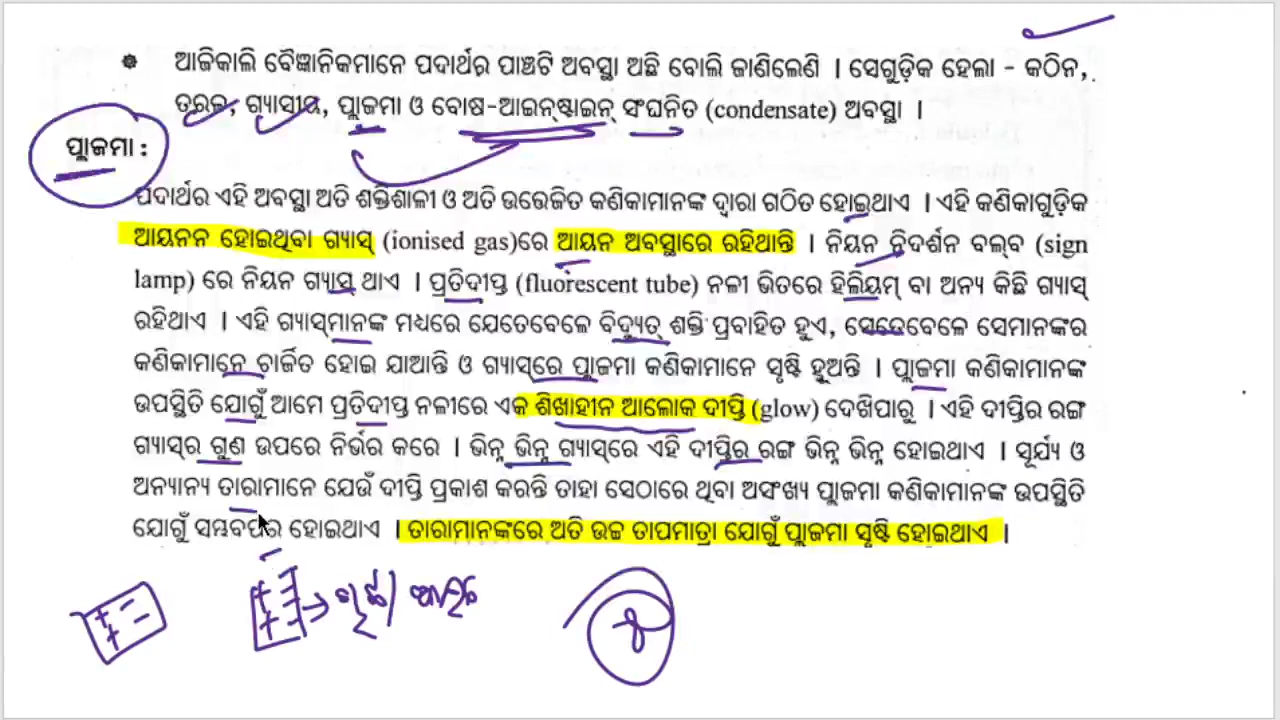 ଆଜିକାଲି ବୈଜ୍ଞାନିକମାନେ ପଦାର୍ଥର ପାଞ୍ଚଟି ଅବସ୍ଥା ଅଛି ବୋଲି ଜାଣିଲେଣି । ସେଗୁଡ଼ିକ ହେଲା - କଠିନ,
ତରଳ, ଗ୍ୟାସୀୟ, ପ୍ଲାଜମା ଓ ବୋଷ-ଆଇନ୍‌ଷ୍ଟାଇନ୍ ସଂଘନିତ (condensate) ଅବସ୍ଥା ।
ପ୍ଲାଜମା :
ପଦାର୍ଥର ଏହି ଅବସ୍ଥା ଅତି ଶକ୍ତିଶାଳୀ ଓ ଅତି ଉତ୍ତେଜିତ କଣିକାମାନଙ୍କ ଦ୍ୱାରା ଗଠିତ ହୋଇଥାଏ । ଏହି କଣିକାଗୁଡ଼ିକ
ଆୟନନ ହୋଇଥିବା ଗ୍ୟାସ୍ (ionised gas)ରେ ଆୟନ ଅବସ୍ଥାରେ ରହିଥାନ୍ତି । ନିୟନ ନିଦର୍ଶନ ବଲ୍‌ବ (sign
lamp) ରେ ନିୟନ ଗ୍ୟାସ୍ ଥାଏ । ପ୍ରତିଦୀପ୍ତ (fluorescent tube) ନଳୀ ଭିତରେ ହିଲିୟମ୍ ବା ଅନ୍ୟ କିଛି ଗ୍ୟାସ୍
ରହିଥାଏ । ଏହି ଗ୍ୟାସ୍‌ମାନଙ୍କ ମଧ୍ୟରେ ଯେତେବେଳେ ବିଦ୍ୟୁତ୍ ଶକ୍ତି ପ୍ରବାହିତ ହୁଏ, ସେତେବେଳେ ସେମାନଙ୍କର
କଣିକାମାନେ ଚାର୍ଜିତ ହୋଇ ଯାଆନ୍ତି ଓ ଗ୍ୟାସ୍‌ରେ ପ୍ଲାଜମା କଣିକାମାନେ ସୃଷ୍ଟି ହୁଅନ୍ତି । ପ୍ଲାଜମା କଣିକାମାନଙ୍କ
ଉପସ୍ଥିତି ଯୋଗୁଁ ଆମେ ପ୍ରତିଦୀପ୍ତ ନଳୀରେ ଏକ ଶିଖାହୀନ ଆଲୋକ ଦୀପ୍ତି (glow) ଦେଖିପାରୁ । ଏହି ଦୀପ୍ତିର ରଙ୍ଗ
ଗ୍ୟାସ୍‌ର ଗୁଣ ଉପରେ ନିର୍ଭର କରେ । ଭିନ୍ନ ଭିନ୍ନ ଗ୍ୟାସ୍‌ରେ ଏହି ଦୀପ୍ତିର ରଙ୍ଗ ଭିନ୍ନ ଭିନ୍ନ ହୋଇଥାଏ । ସୂର୍ଯ୍ୟ ଓ
ଅନ୍ୟାନ୍ୟ ତାରାମାନେ ଯେଉଁ ଦୀପ୍ତି ପ୍ରକାଶ କରନ୍ତି ତାହା ସେଠାରେ ଥିବା ଅସଂଖ୍ୟ ପ୍ଲାଜମା କଣିକାମାନଙ୍କ ଉପସ୍ଥିତି
ଯୋଗୁଁ ସମ୍ଭବପର ହୋଇଥାଏ । ତାରାମାନଙ୍କରେ ଅତି ଉଚ୍ଚ ତାପମାତ୍ରା ଯୋଗୁଁ ପ୍ଲାଜମା ସୃଷ୍ଟି ହୋଇଥାଏ ।